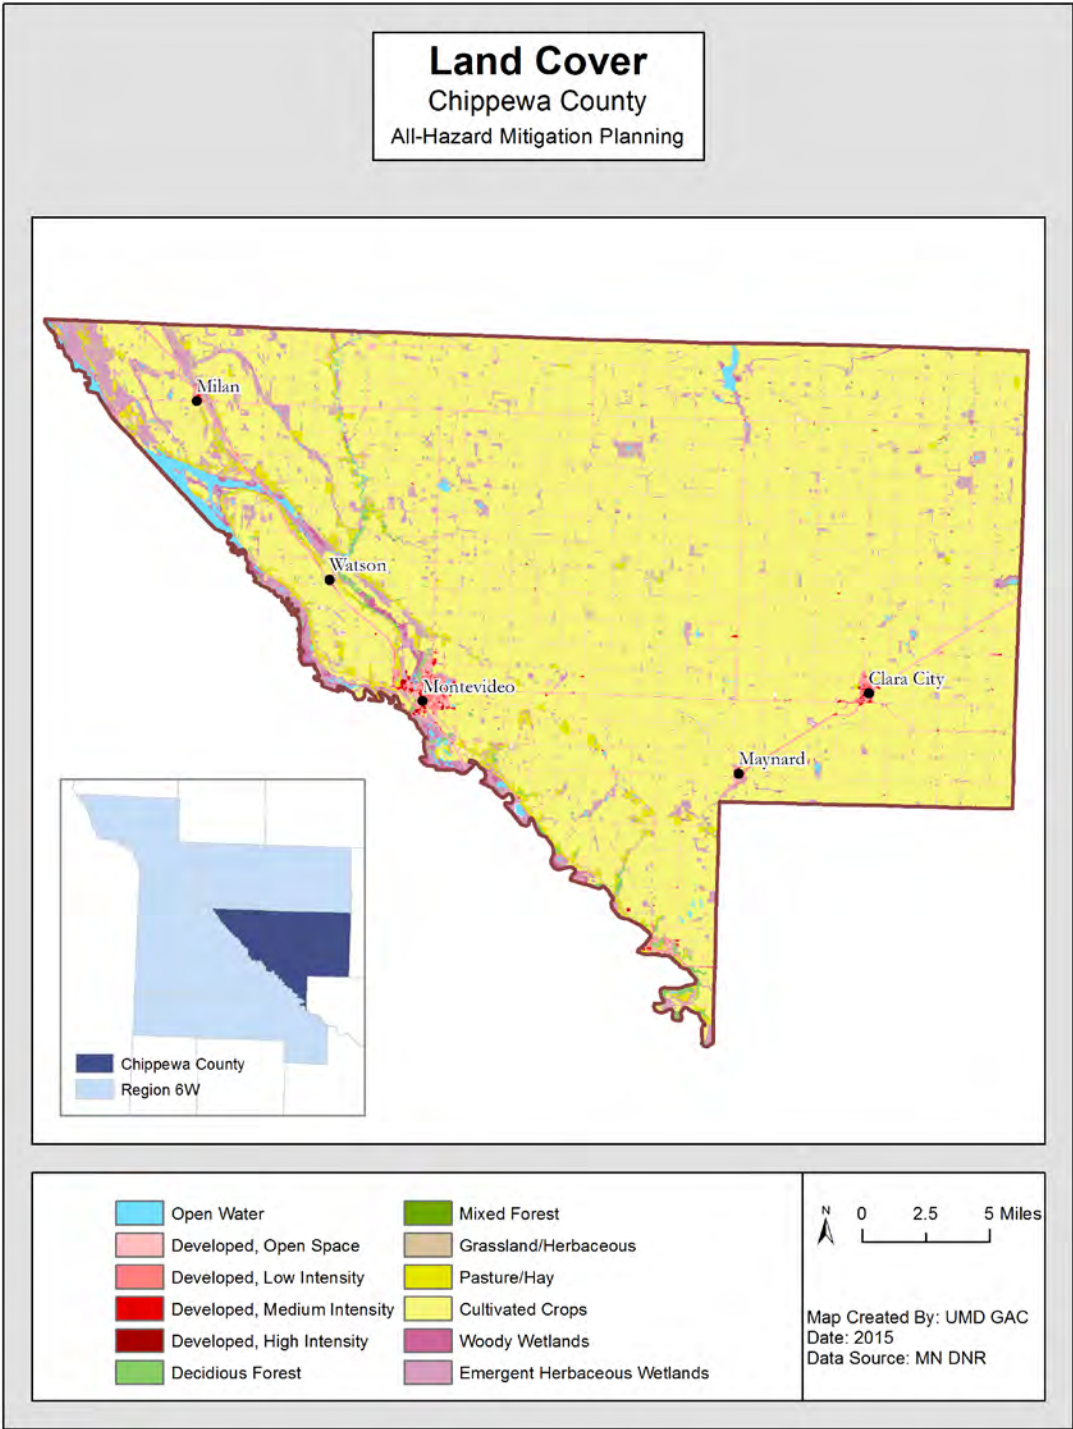 Land Cover
Chippewa County
All-Hazard Mitigation Planning
Milan
Watson
Montevideo
Clara City
Maynard
Chippewa County
Region 6W
Open Water
Developed, Open Space
Developed, Low Intensity
Developed, Medium Intensity
Developed, High Intensity
Decidious Forest
Mixed Forest
Grassland/Herbaceous
Pasture/Hay
Cultivated Crops
Woody Wetlands
Emergent Herbaceous Wetlands
N
0 2.5 5 Miles
Map Created By: UMD GAC
Date: 2015
Data Source: MN DNR